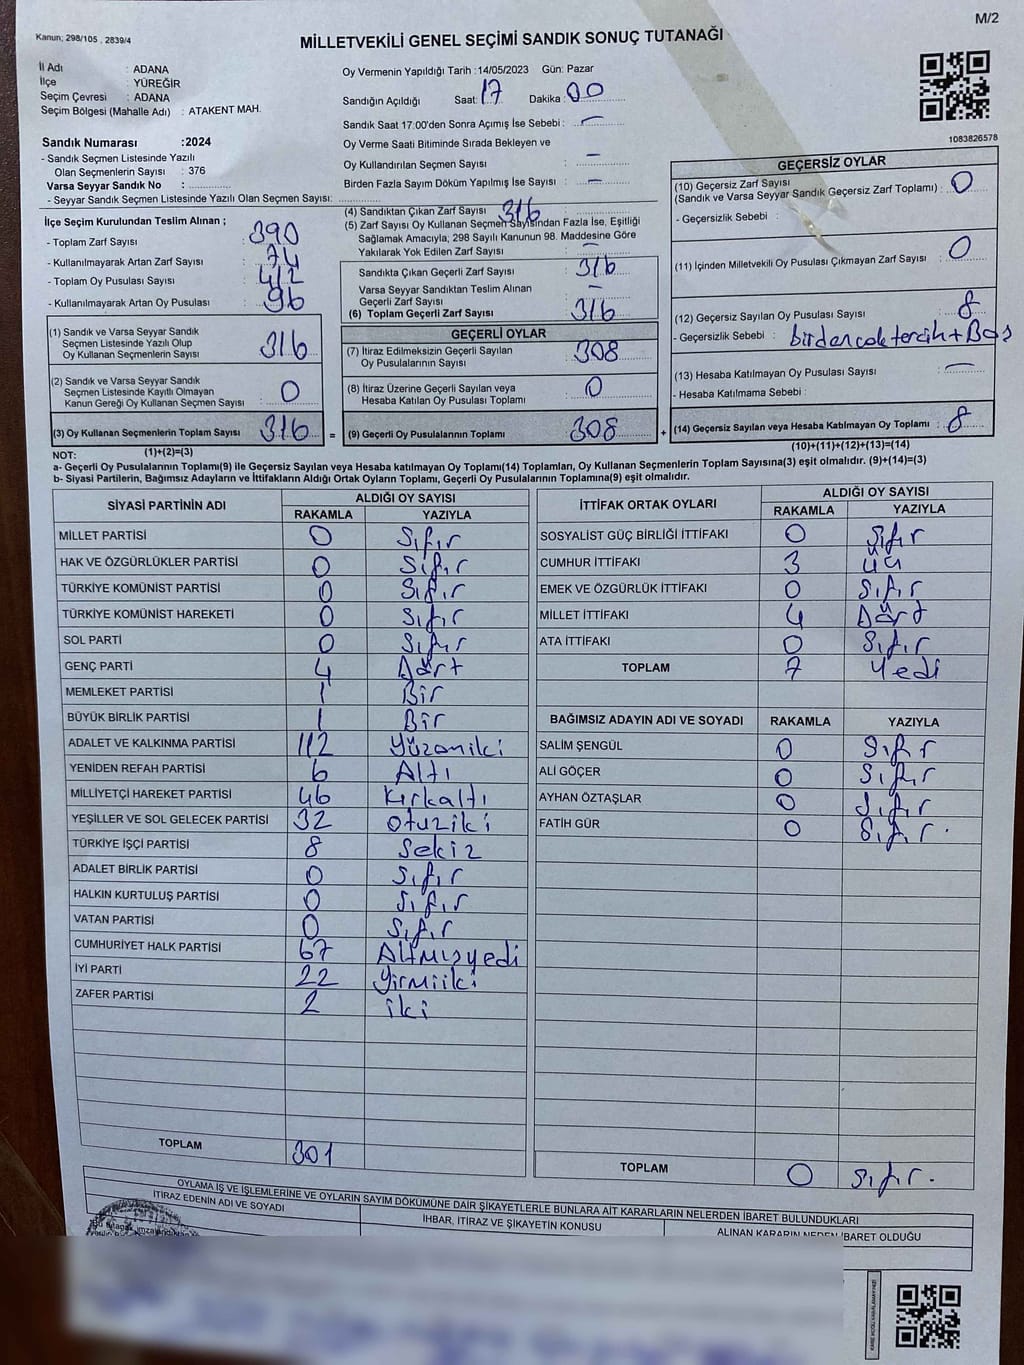 M/2
Kanun; 298/105 , 2839/4
MİLLETVEKİLİ GENEL SEÇİMİ SANDIK SONUÇ TUTANAĞI
İl Adı : ADANA
İlçe : YÜREĞİR
Seçim Çevresi : ADANA
Seçim Bölgesi (Mahalle Adı) : ATAKENT MAH.
Sandık Numarası :2024
- Sandık Seçmen Listesinde Yazılı
Olan Seçmenlerin Sayısı : 376
Varsa Seyyar Sandık No : ............
- Seyyar Sandık Seçmen Listesinde Yazılı Olan Seçmen Sayısı: ............
Oy Vermenin Yapıldığı Tarih :14/05/2023 Gün: Pazar
Sandığın Açıldığı Saat: 17 Dakika: 00
Sandık Saat 17:00'den Sonra Açımış İse Sebebi : —
Oy Verme Saati Bitiminde Sırada Bekleyen ve
Oy Kullandırılan Seçmen Sayısı : —
Birden Fazla Sayım Döküm Yapılmış İse Sayısı : —
1083826578
İlçe Seçim Kurulundan Teslim Alınan ;
- Toplam Zarf Sayısı : 390
- Kullanılmayarak Artan Zarf Sayısı : 74
- Toplam Oy Pusulası Sayısı : 412
- Kullanılmayarak Artan Oy Pusulası : 96
(1) Sandık ve Varsa Seyyar Sandık
Seçmen Listesinde Yazılı Olup
Oy Kullanan Seçmenlerin Sayısı : 316
(2) Sandık ve Varsa Seyyar Sandık
Seçmen Listesinde Kayıtlı Olmayan
Kanun Gereği Oy Kullanan Seçmen Sayısı : 0
(3) Oy Kullanan Seçmenlerin Toplam Sayısı : 316
(1)+(2)=(3)
(4) Sandıktan Çıkan Zarf Sayısı : 316
(5) Zarf Sayısı Oy Kullanan Seçmen Sayısından Fazla İse, Eşitliği
Sağlamak Amacıyla; 298 Sayılı Kanunun 98. Maddesine Göre
Yakılarak Yok Edilen Zarf Sayısı : —
Sandıkta Çıkan Geçerli Zarf Sayısı : 316
Varsa Seyyar Sandıktan Teslim Alınan
Geçerli Zarf Sayısı : —
(6) Toplam Geçerli Zarf Sayısı : 316
GEÇERLİ OYLAR
(7) İtiraz Edilmeksizin Geçerli Sayılan
Oy Pusulalarının Sayısı : 308
(8) İtiraz Üzerine Geçerli Sayılan veya
Hesaba Katılan Oy Pusulası Toplamı : 0
= (9) Geçerli Oy Pusulalarının Toplamı : 308 +
GEÇERSİZ OYLAR
(10) Geçersiz Zarf Sayısı
(Sandık ve Varsa Seyyar Sandık Geçersiz Zarf Toplamı) : 0
- Geçersizlik Sebebi :
(11) İçinden Milletvekili Oy Pusulası Çıkmayan Zarf Sayısı : 0
(12) Geçersiz Sayılan Oy Pusulası Sayısı : 8
- Geçersizlik Sebebi : birden çok tercih + Boş
(13) Hesaba Katılmayan Oy Pusulası Sayısı : —
- Hesaba Katılmama Sebebi :
(14) Geçersiz Sayılan veya Hesaba Katılmayan Oy Toplamı : 8
(10)+(11)+(12)+(13)=(14)
NOT:
a- Geçerli Oy Pusulalarının Toplamı(9) ile Geçersiz Sayılan veya Hesaba katılmayan Oy Toplamı(14) Toplamları, Oy Kullanan Seçmenlerin Toplam Sayısına(3) eşit olmalıdır. (9)+(14)=(3)
b- Siyasi Partilerin, Bağımsız Adayların ve İttifakların Aldığı Ortak Oyların Toplamı, Geçerli Oy Pusulalarının Toplamına(9) eşit olmalıdır.
SİYASİ PARTİNİN ADI ALDIĞI OY SAYISI
RAKAMLA YAZIYLA
MİLLET PARTİSİ 0 Sıfır
HAK VE ÖZGÜRLÜKLER PARTİSİ 0 Sıfır
TÜRKİYE KOMÜNİST PARTİSİ 0 Sıfır
TÜRKİYE KOMÜNİST HAREKETİ 0 Sıfır
SOL PARTİ 0 Sıfır
GENÇ PARTİ 4 Dört
MEMLEKET PARTİSİ 1 Bir
BÜYÜK BİRLİK PARTİSİ 1 Bir
ADALET VE KALKINMA PARTİSİ 112 Yüzoniki
YENİDEN REFAH PARTİSİ 6 Altı
MİLLİYETÇİ HAREKET PARTİSİ 46 Kırkaltı
YEŞİLLER VE SOL GELECEK PARTİSİ 32 otuziki
TÜRKİYE İŞÇİ PARTİSİ 8 Sekiz
ADALET BİRLİK PARTİSİ 0 Sıfır
HALKIN KURTULUŞ PARTİSİ 0 Sıfır
VATAN PARTİSİ 0 Sıfır
CUMHURİYET HALK PARTİSİ 67 Altmışyedi
İYİ PARTİ 22 Yirmiiki
ZAFER PARTİSİ 2 iki
TOPLAM 301
İTTİFAK ORTAK OYLARI ALDIĞI OY SAYISI
RAKAMLA YAZIYLA
SOSYALİST GÜÇ BİRLİĞİ İTTİFAKI 0 Sıfır
CUMHUR İTTİFAKI 3 üç
EMEK VE ÖZGÜRLÜK İTTİFAKI 0 Sıfır
MİLLET İTTİFAKI 4 Dört
ATA İTTİFAKI 0 Sıfır
TOPLAM 7 Yedi
BAĞIMSIZ ADAYIN ADI VE SOYADI RAKAMLA YAZIYLA
SALİM ŞENGÜL 0 Sıfır
ALİ GÖÇER 0 Sıfır
AYHAN ÖZTAŞLAR 0 Sıfır
FATİH GÜR 0 Sıfır.
TOPLAM 0 Sıfır.
OYLAMA İŞ VE İŞLEMLERİNE VE OYLARIN SAYIM DÖKÜMÜNE DAİR ŞİKAYETLERLE BUNLARA AİT KARARLARIN NELERDEN İBARET BULUNDUKLARI
İTİRAZ EDENİN ADI VE SOYADI İHBAR, İTİRAZ VE ŞİKAYETİN KONUSU ALINAN KARARIN NEDEN İBARET OLDUĞU